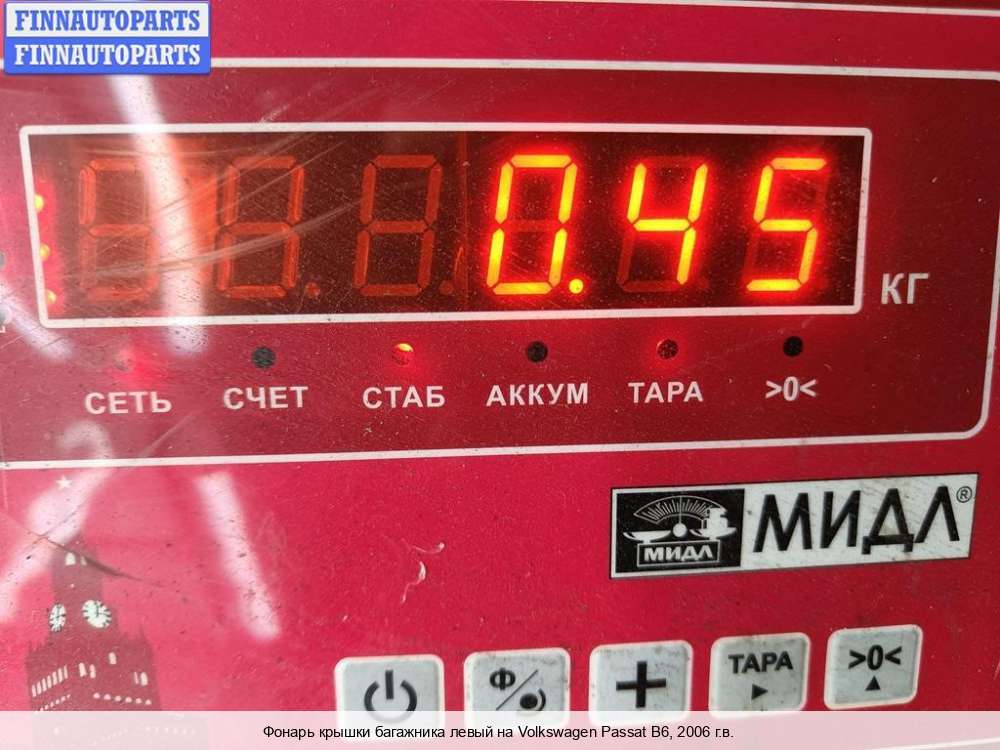 FINNAUTOPARTS
FINNAUTOPARTS
0.45
КГ
СЕТЬ СЧЕТ СТАБ АККУМ ТАРА >0<
МИДЛ МИДЛ®
Ф
ТАРА >0<
Фонарь крышки багажника левый на Volkswagen Passat B6, 2006 г.в.